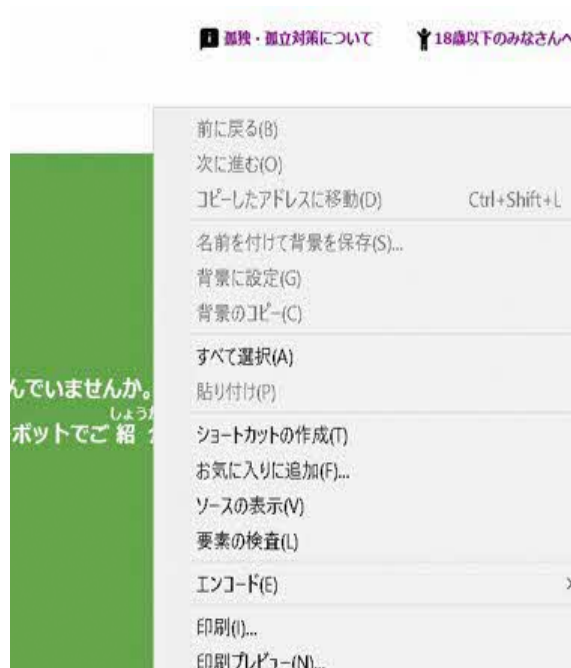 孤独・孤立対策について
18歳以下のみなさんへ
前に戻る(B)
次に進む(O)
コピーしたアドレスに移動(D) Ctrl+Shift+L
名前を付けて背景を保存(S)...
背景に設定(G)
背景のコピー(C)
すべて選択(A)
んでいませんか。
貼り付け(P)
しょう
ボットでご紹
ショートカットの作成(T)
お気に入りに追加(F)...
ソースの表示(V)
要素の検査(L)
エンコード(E)
印刷(I)...
印刷プレビュー(N)...